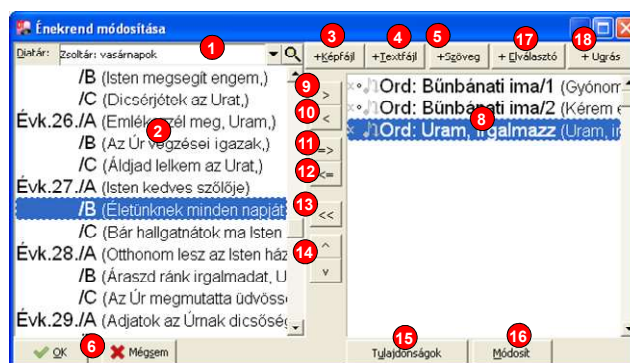 Énekrend módosítása
3 4 5 17 18
Diatár: Zsoltár: vasárnapok 1 +Képfájl +Textfájl +Szöveg + Elválasztó + Ugrás
/B (Isten megsegít engem,)
/C (Dicsérjétek az Urat,)
Évk.26./A (Emlékezzél meg, Uram,)
/B (Az Úr végzései igazak,)
/C (Áldjad lelkem az Urat,)
Évk.27./A (Isten kedves szőlője)
/B (Életünknek minden napját
/C (Bár hallgatnátok ma Isten
Évk.28./A (Otthonom lesz az Isten ház
/B (Áraszd ránk irgalmadat, U
/C (Az Úr megmutatta üdvöss
Évk.29./A (Adjatok az Úrnak dicsőség
2
9 >
10 <
11 =>
12 <=
13 <<
14 ^
v
Ord: Bűnbánati ima/1 (Gyónom
Ord: Bűnbánati ima/2 (Kérem e
Ord: Uram, irgalmazz (Uram, ir
8
6 15 16
OK Mégsem Tulajdonságok Módosít